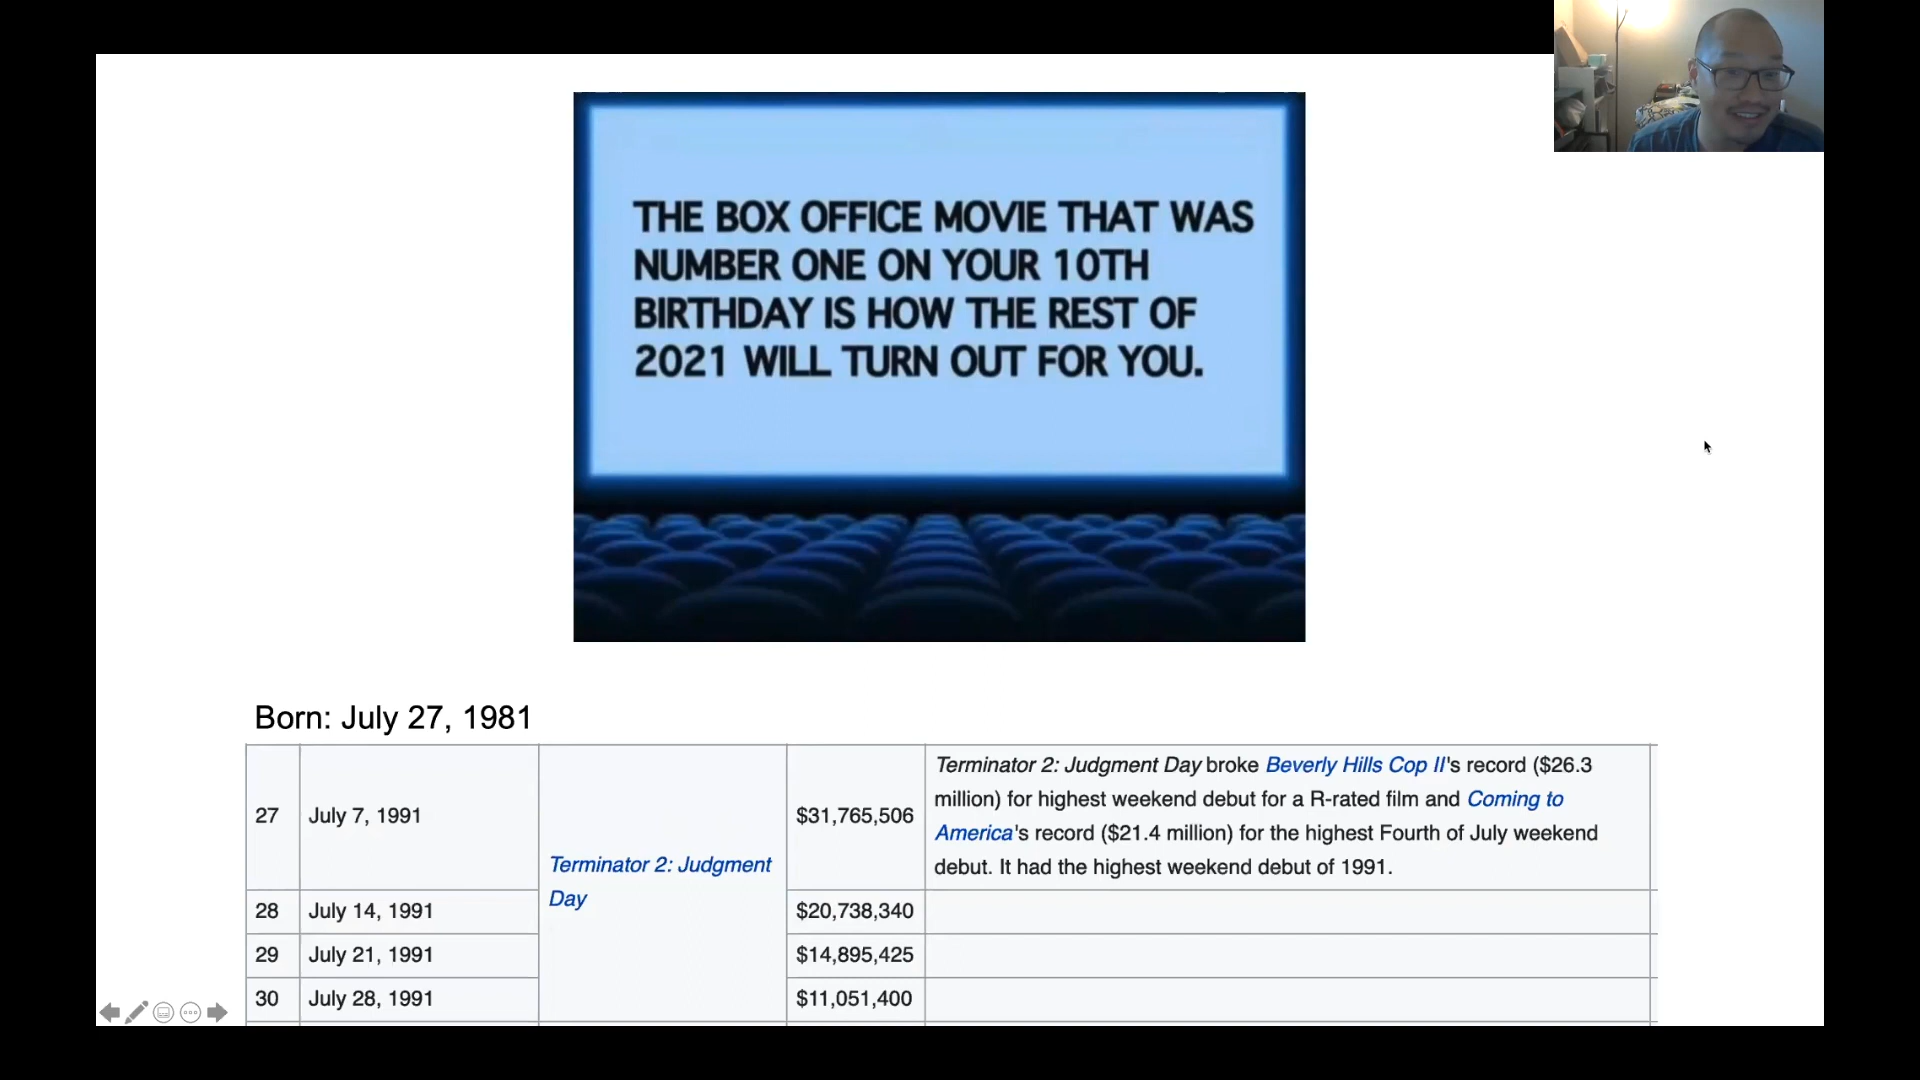 THE BOX OFFICE MOVIE THAT WAS
NUMBER ONE ON YOUR 10TH
BIRTHDAY IS HOW THE REST OF
2021 WILL TURN OUT FOR YOU.
Born: July 27, 1981
27 July 7, 1991 $31,765,506
Terminator 2: Judgment Day broke Beverly Hills Cop II's record ($26.3
million) for highest weekend debut for a R-rated film and Coming to
America's record ($21.4 million) for the highest Fourth of July weekend
debut. It had the highest weekend debut of 1991.
Terminator 2: Judgment
Day
28 July 14, 1991 $20,738,340
29 July 21, 1991 $14,895,425
30 July 28, 1991 $11,051,400